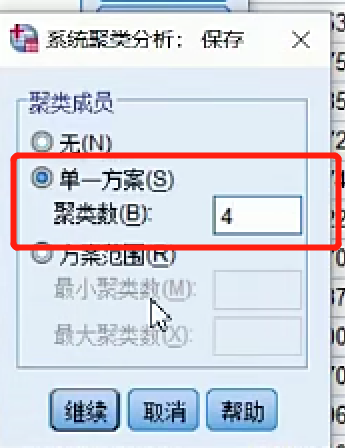 系统聚类分析： 保存
聚类成员
无(N)
单一方案(S)
聚类数(B): 4
方案范围(R)
最小聚类数(M):
最大聚类数(X):
继续 取消 帮助